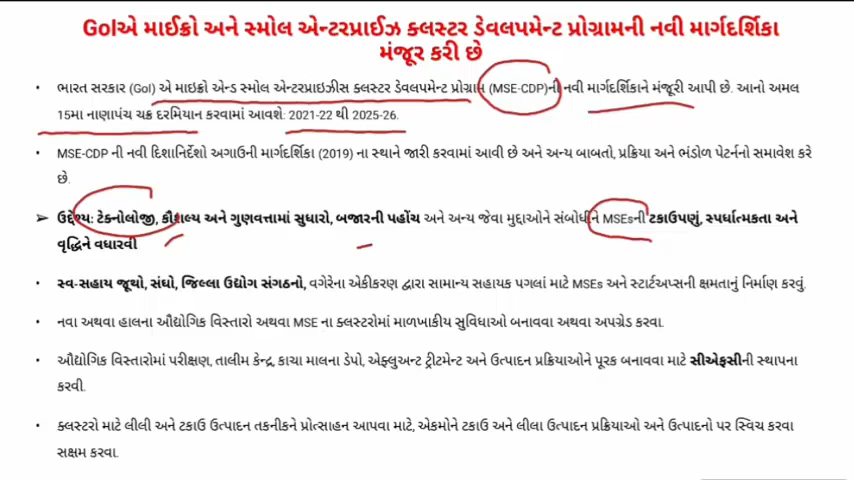 GoIએ માઈક્રો અને સ્મોલ એન્ટરપ્રાઈઝ ક્લસ્ટર ડેવલપમેન્ટ પ્રોગ્રામની નવી માર્ગદર્શિકા
મંજૂર કરી છે
• ભારત સરકાર (GoI) એ માઇક્રો એન્ડ સ્મોલ એન્ટરપ્રાઇઝીસ ક્લસ્ટર ડેવલપમેન્ટ પ્રોગ્રામ (MSE-CDP)ની નવી માર્ગદર્શિકાને મંજૂરી આપી છે. આનો અમલ
15મા નાણાપંચ ચક્ર દરમિયાન કરવામાં આવશે: 2021-22 થી 2025-26.
• MSE-CDP ની નવી દિશાનિર્દેશો અગાઉની માર્ગદર્શિકા (2019) ના સ્થાને જારી કરવામાં આવી છે અને અન્ય બાબતો, પ્રક્રિયા અને ભંડોળ પેટર્નનો સમાવેશ કરે
છે.
➢ ઉદ્દેશ્ય: ટેક્નોલોજી, કૌશલ્ય અને ગુણવત્તામાં સુધારો, બજારની પહોંચ અને અન્ય જેવા મુદ્દાઓને સંબોધીને MSEsની ટકાઉપણું, સ્પર્ધાત્મકતા અને
વૃદ્ધિને વધારવી
• સ્વ-સહાય જૂથો, સંઘો, જિલ્લા ઉદ્યોગ સંગઠનો, વગેરેના એકીકરણ દ્વારા સામાન્ય સહાયક પગલાં માટે MSEs અને સ્ટાર્ટઅપ્સની ક્ષમતાનું નિર્માણ કરવું.
• નવા અથવા હાલના ઔદ્યોગિક વિસ્તારો અથવા MSE ના ક્લસ્ટરોમાં માળખાકીય સુવિધાઓ બનાવવા અથવા અપગ્રેડ કરવા.
• ઔદ્યોગિક વિસ્તારોમાં પરીક્ષણ, તાલીમ કેન્દ્ર, કાચા માલના ડેપો, એફ્લુઅન્ટ ટ્રીટમેન્ટ અને ઉત્પાદન પ્રક્રિયાઓને પૂરક બનાવવા માટે સીએફસીની સ્થાપના
કરવી.
• ક્લસ્ટરો માટે લીલી અને ટકાઉ ઉત્પાદન તકનીકને પ્રોત્સાહન આપવા માટે, એકમોને ટકાઉ અને લીલા ઉત્પાદન પ્રક્રિયાઓ અને ઉત્પાદનો પર સ્વિચ કરવા
સક્ષમ કરવા.